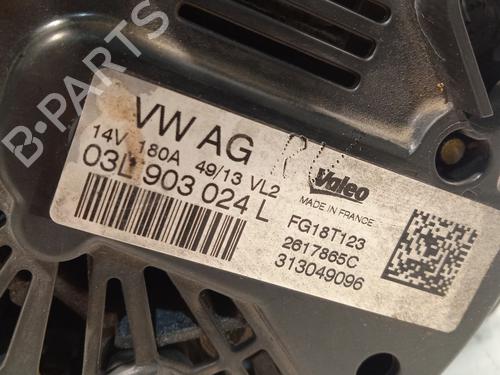 B-PARTS
VW AG
14V 180A 49/13 VL2
03L 903 024 L
Valeo
MADE IN FRANCE
FG18T123
2617865C
313049096